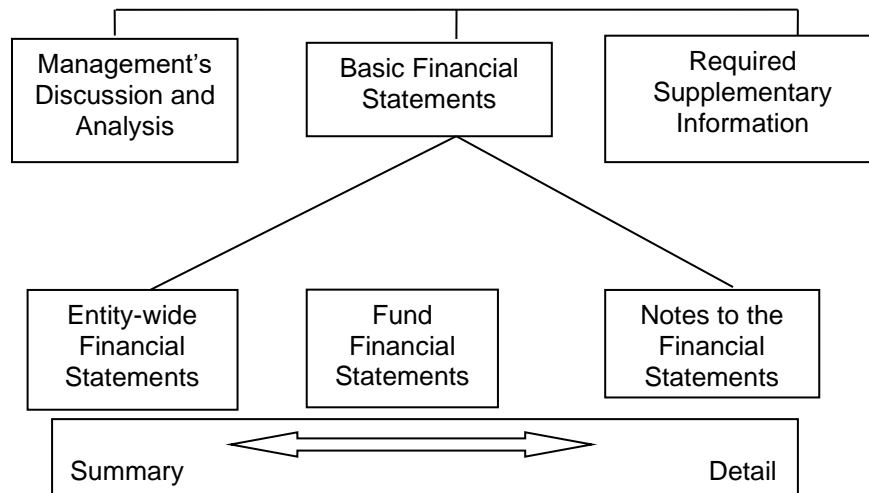 Management’s
Discussion and
Analysis
Basic Financial
Statements
Required
Supplementary
Information
Entity-wide
Financial
Statements
Fund
Financial
Statements
Notes to the
Financial
Statements
Summary
Detail